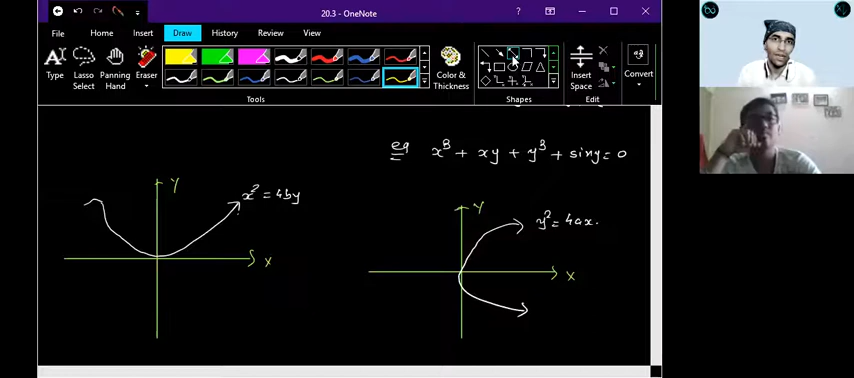 20.3 - OneNote
File Home Insert Draw History Review View
Type
Lasso Select
Panning Hand
Eraser
Color & Thickness
Insert Space
Convert
Tools
Shapes
Edit
eg x³ + xy + y³ + siny = 0
Y
x² = 4by
X
Y
y² = 4ax.
X